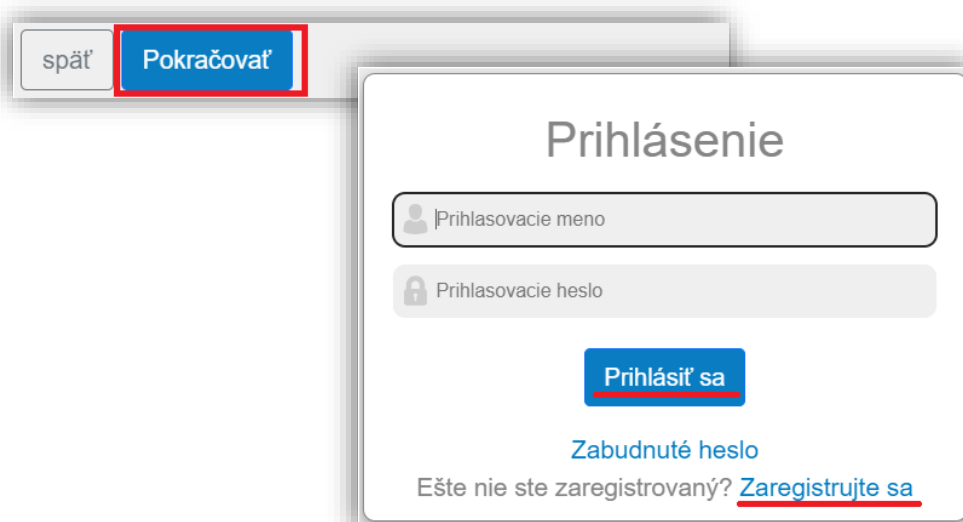 späť Pokračovať
Prihlásenie
Prihlasovacie meno
Prihlasovacie heslo
Prihlásiť sa
Zabudnuté heslo
Ešte nie ste zaregistrovaný? Zaregistrujte sa